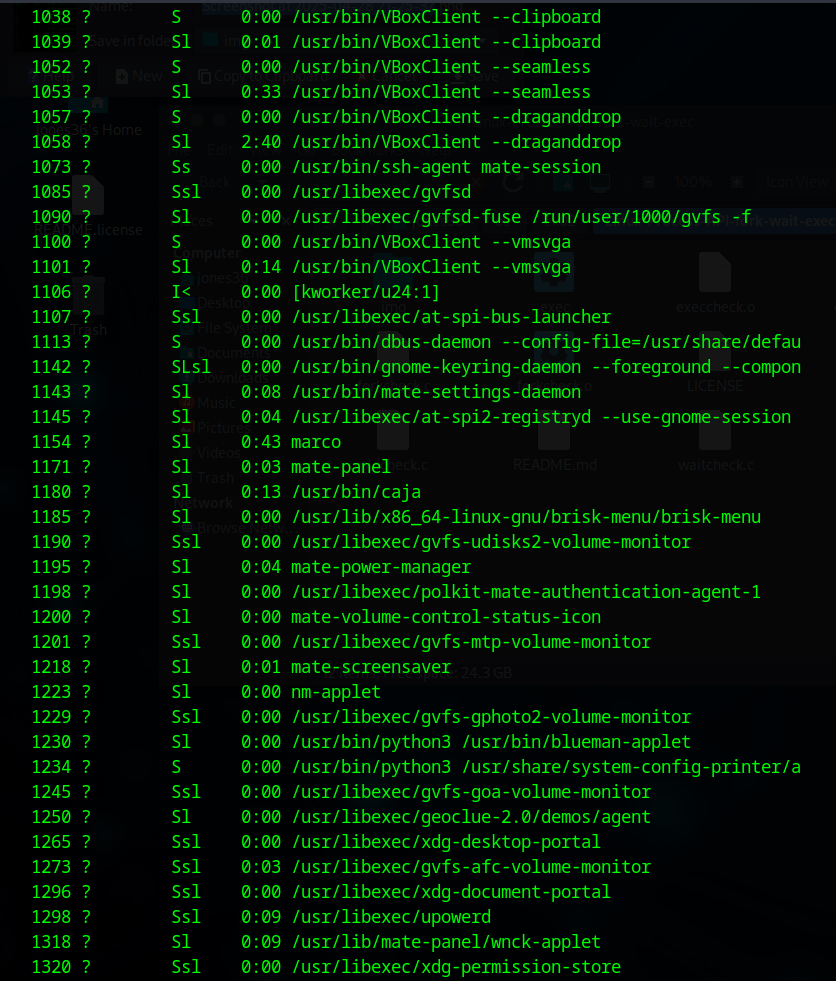 1038 ?        S      0:00 /usr/bin/VBoxClient --clipboard
1039 ?        Sl     0:01 /usr/bin/VBoxClient --clipboard
1052 ?        S      0:00 /usr/bin/VBoxClient --seamless
1053 ?        Sl     0:33 /usr/bin/VBoxClient --seamless
1057 ?        S      0:00 /usr/bin/VBoxClient --draganddrop
1058 ?        Sl     2:40 /usr/bin/VBoxClient --draganddrop
1073 ?        Ss     0:00 /usr/bin/ssh-agent mate-session
1085 ?        Ssl    0:00 /usr/libexec/gvfsd
1090 ?        Sl     0:00 /usr/libexec/gvfsd-fuse /run/user/1000/gvfs -f
1100 ?        S      0:00 /usr/bin/VBoxClient --vmsvga
1101 ?        Sl     0:14 /usr/bin/VBoxClient --vmsvga
1106 ?        I<     0:00 [kworker/u24:1]
1107 ?        Ssl    0:00 /usr/libexec/at-spi-bus-launcher
1113 ?        S      0:00 /usr/bin/dbus-daemon --config-file=/usr/share/defau
1142 ?        SLsl   0:00 /usr/bin/gnome-keyring-daemon --foreground --compon
1143 ?        Sl     0:08 /usr/bin/mate-settings-daemon
1145 ?        Sl     0:04 /usr/libexec/at-spi2-registryd --use-gnome-session
1154 ?        Sl     0:43 marco
1171 ?        Sl     0:03 mate-panel
1180 ?        Sl     0:13 /usr/bin/caja
1185 ?        Sl     0:00 /usr/lib/x86_64-linux-gnu/brisk-menu/brisk-menu
1190 ?        Ssl    0:00 /usr/libexec/gvfs-udisks2-volume-monitor
1195 ?        Sl     0:04 mate-power-manager
1198 ?        Sl     0:00 /usr/libexec/polkit-mate-authentication-agent-1
1200 ?        Sl     0:00 mate-volume-control-status-icon
1201 ?        Ssl    0:00 /usr/libexec/gvfs-mtp-volume-monitor
1218 ?        Sl     0:01 mate-screensaver
1223 ?        Sl     0:00 nm-applet
1229 ?        Ssl    0:00 /usr/libexec/gvfs-gphoto2-volume-monitor
1230 ?        Sl     0:00 /usr/bin/python3 /usr/bin/blueman-applet
1234 ?        S      0:00 /usr/bin/python3 /usr/share/system-config-printer/a
1245 ?        Ssl    0:00 /usr/libexec/gvfs-goa-volume-monitor
1250 ?        Sl     0:00 /usr/libexec/geoclue-2.0/demos/agent
1265 ?        Ssl    0:00 /usr/libexec/xdg-desktop-portal
1273 ?        Ssl    0:03 /usr/libexec/gvfs-afc-volume-monitor
1296 ?        Ssl    0:00 /usr/libexec/xdg-document-portal
1298 ?        Ssl    0:09 /usr/libexec/upowerd
1318 ?        Sl     0:09 /usr/lib/mate-panel/wnck-applet
1320 ?        Ssl    0:00 /usr/libexec/xdg-permission-store